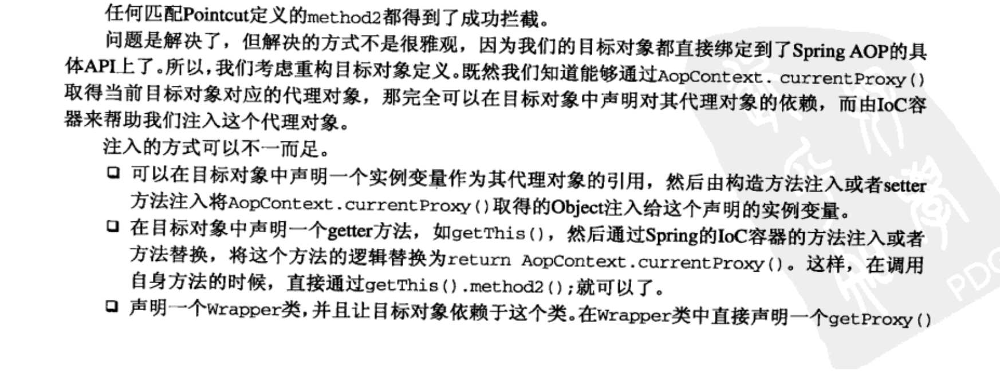 任何匹配Pointcut定义的method2都得到了成功拦截。
问题是解决了，但解决的方式不是很雅观，因为我们的目标对象都直接绑定到了Spring AOP的具
体API上了。所以，我们考虑重构目标对象定义。既然我们知道能够通过AopContext. currentProxy()
取得当前目标对象对应的代理对象，那完全可以在目标对象中声明对其代理对象的依赖，而由IoC容
器来帮助我们注入这个代理对象。
注入的方式可以不一而足。
❑ 可以在目标对象中声明一个实例变量作为其代理对象的引用，然后由构造方法注入或者setter
方法注入将AopContext.currentProxy()取得的Object注入给这个声明的实例变量。
❑ 在目标对象中声明一个getter方法，如getThis()，然后通过Spring的IoC容器的方法注入或者
方法替换，将这个方法的逻辑替换为return AopContext.currentProxy()。这样，在调用
自身方法的时候，直接通过getThis().method2();就可以了。
❑ 声明一个Wrapper类，并且让目标对象依赖于这个类。在Wrapper类中直接声明一个getProxy()